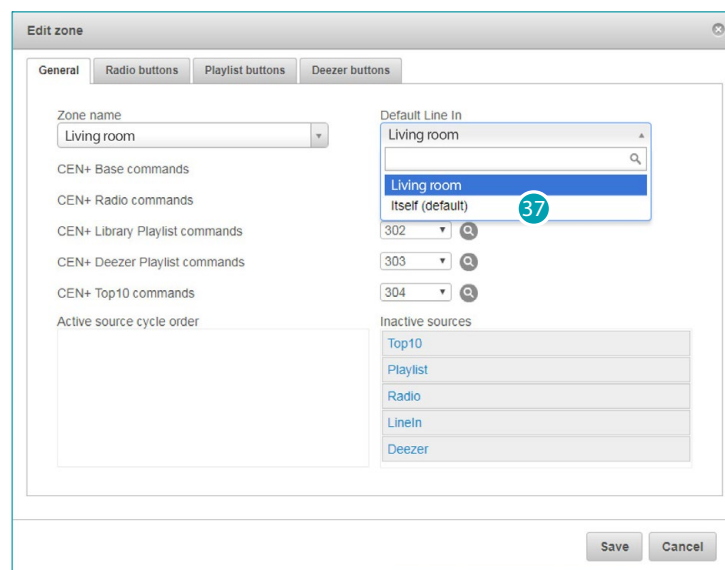 Edit zone
General Radio buttons Playlist buttons Deezer buttons
Zone name
Living room
Default Line In
Living room
Living room
Itself (default)
37
CEN+ Base commands
CEN+ Radio commands
CEN+ Library Playlist commands 302
CEN+ Deezer Playlist commands 303
CEN+ Top10 commands 304
Active source cycle order
Inactive sources
Top10
Playlist
Radio
LineIn
Deezer
Save Cancel